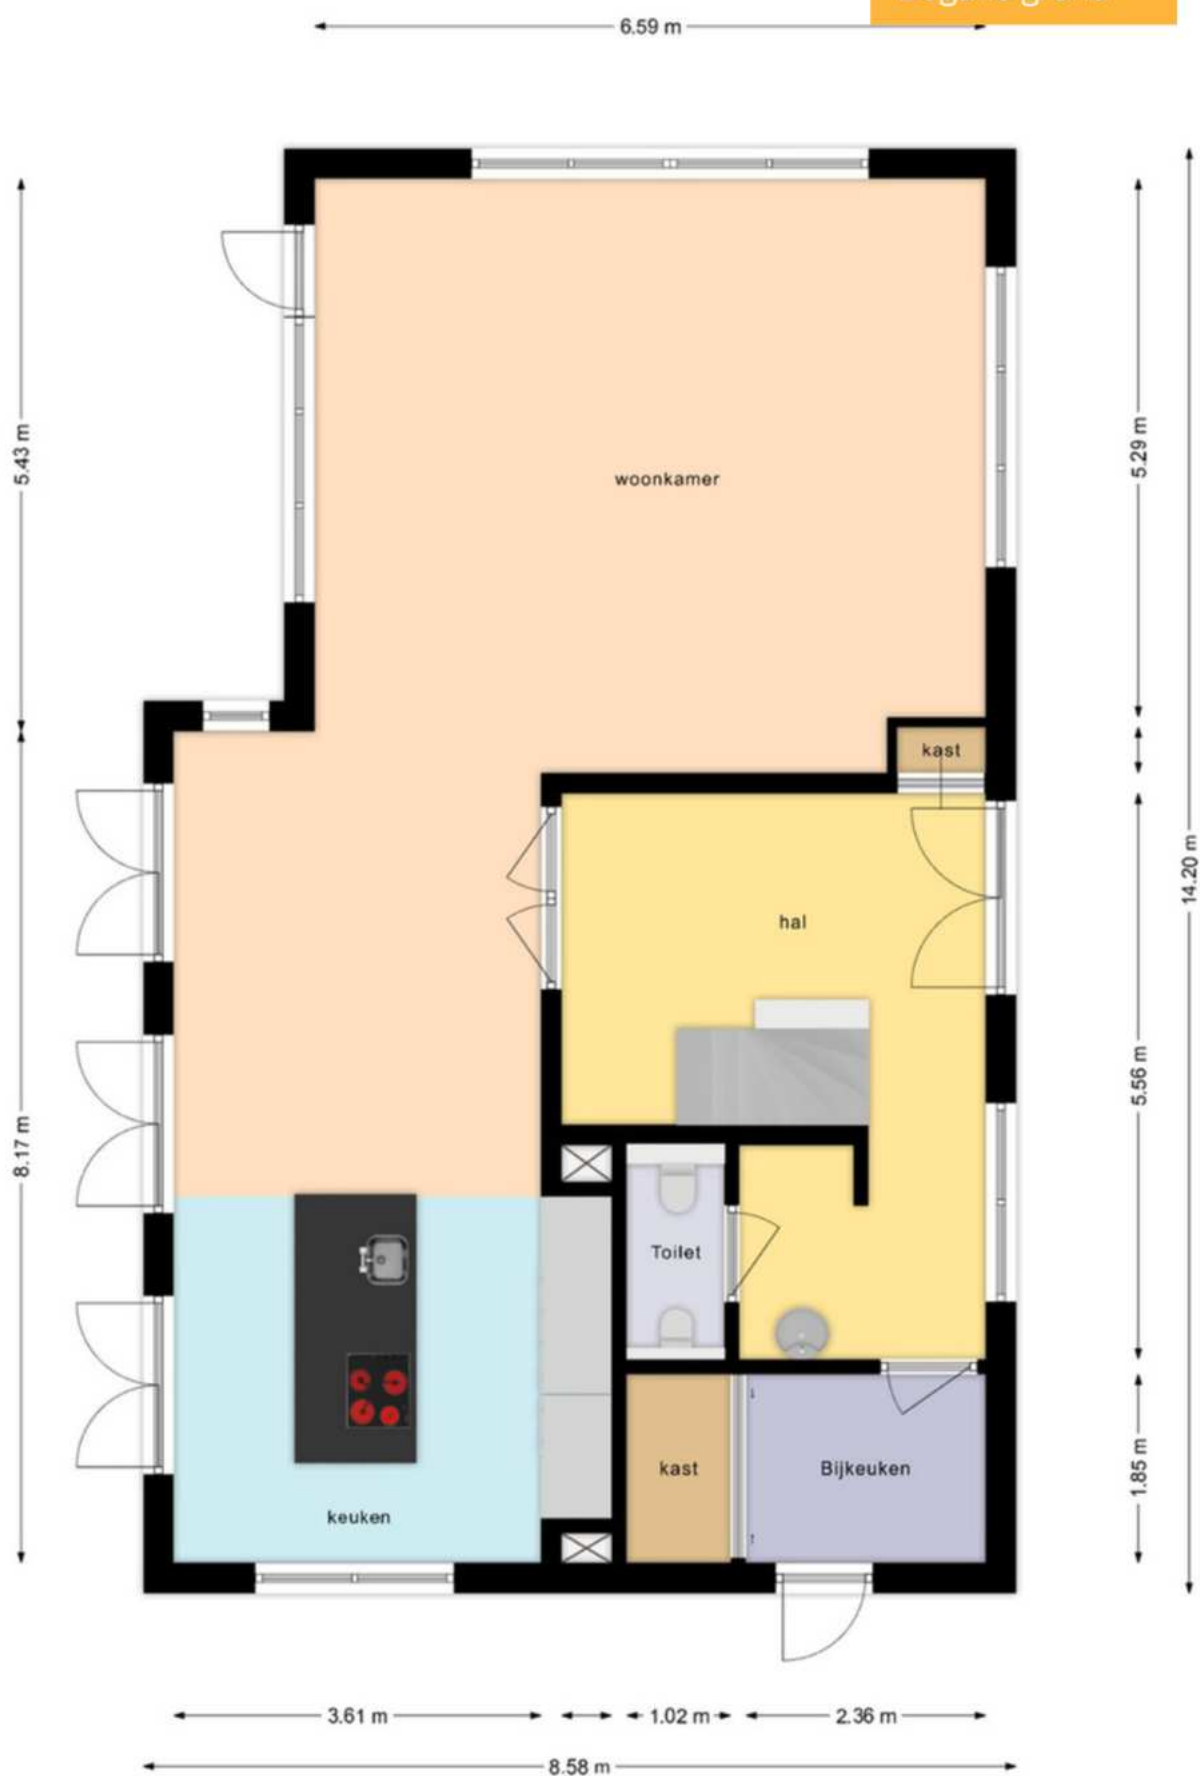 6.59 m
5.43 m
5.29 m
woonkamer
kast
14.20 m
hal
5.56 m
8.17 m
Toilet
kast
Bijkeuken
1.85 m
keuken
3.61 m
1.02 m
2.36 m
8.58 m